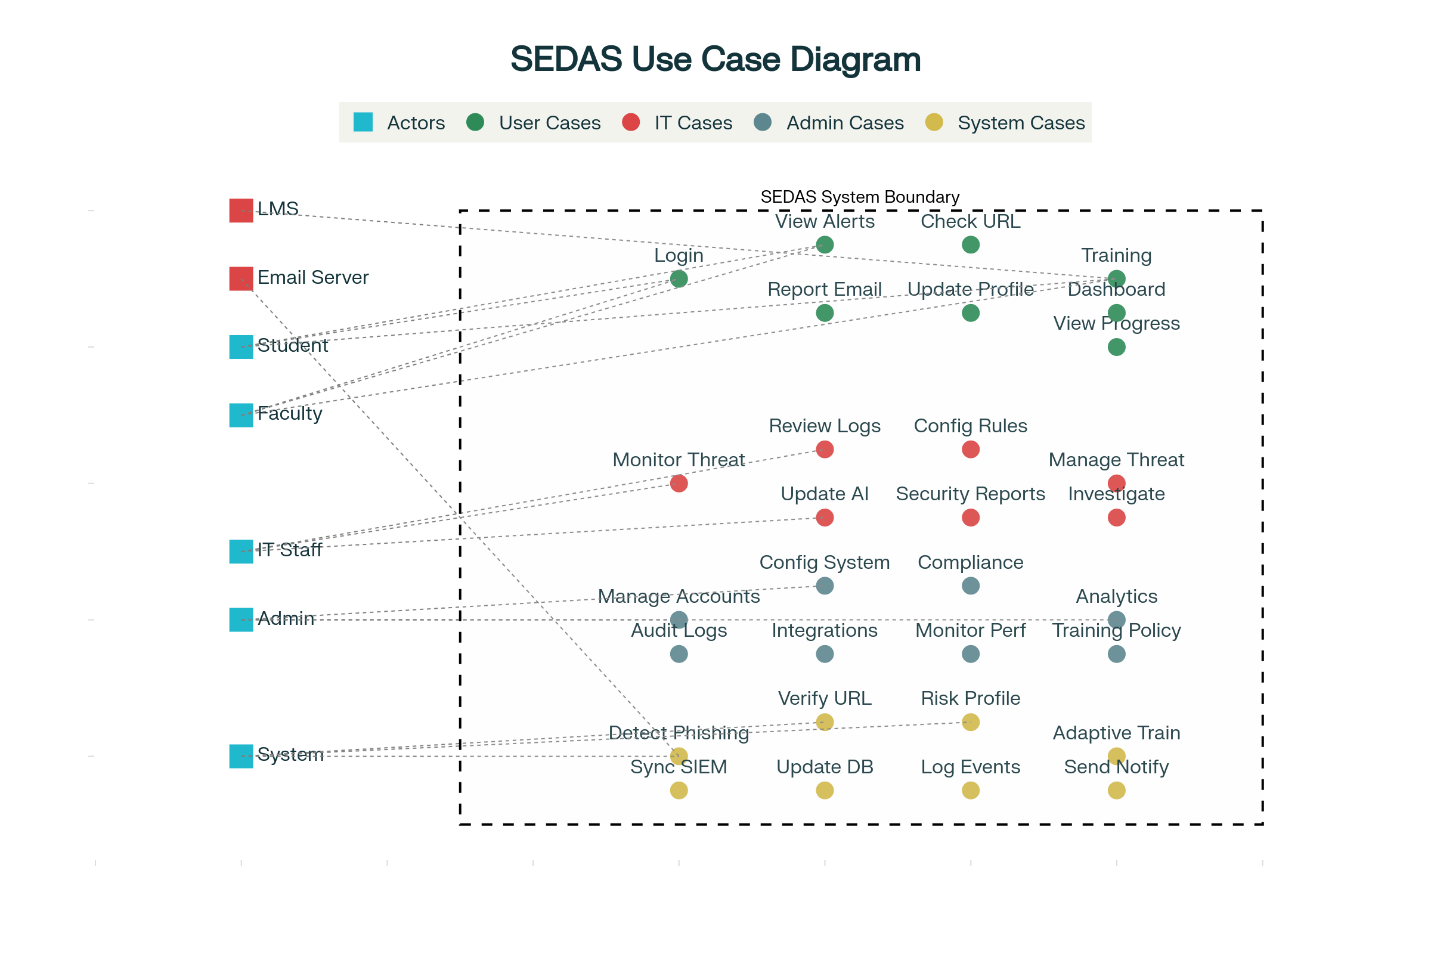 SEDAS Use Case Diagram
Actors User Cases IT Cases Admin Cases System Cases
SEDAS System Boundary
LMS
View Alerts Check URL
Login Training
Email Server
Report Email Update Profile Dashboard
View Progress
Student
Faculty
Review Logs Config Rules
Monitor Threat Manage Threat
Update AI Security Reports Investigate
IT Staff
Config System Compliance
Manage Accounts Analytics
Admin
Audit Logs Integrations Monitor Perf Training Policy
Verify URL Risk Profile
Detect Phishing Adaptive Train
System
Sync SIEM Update DB Log Events Send Notify